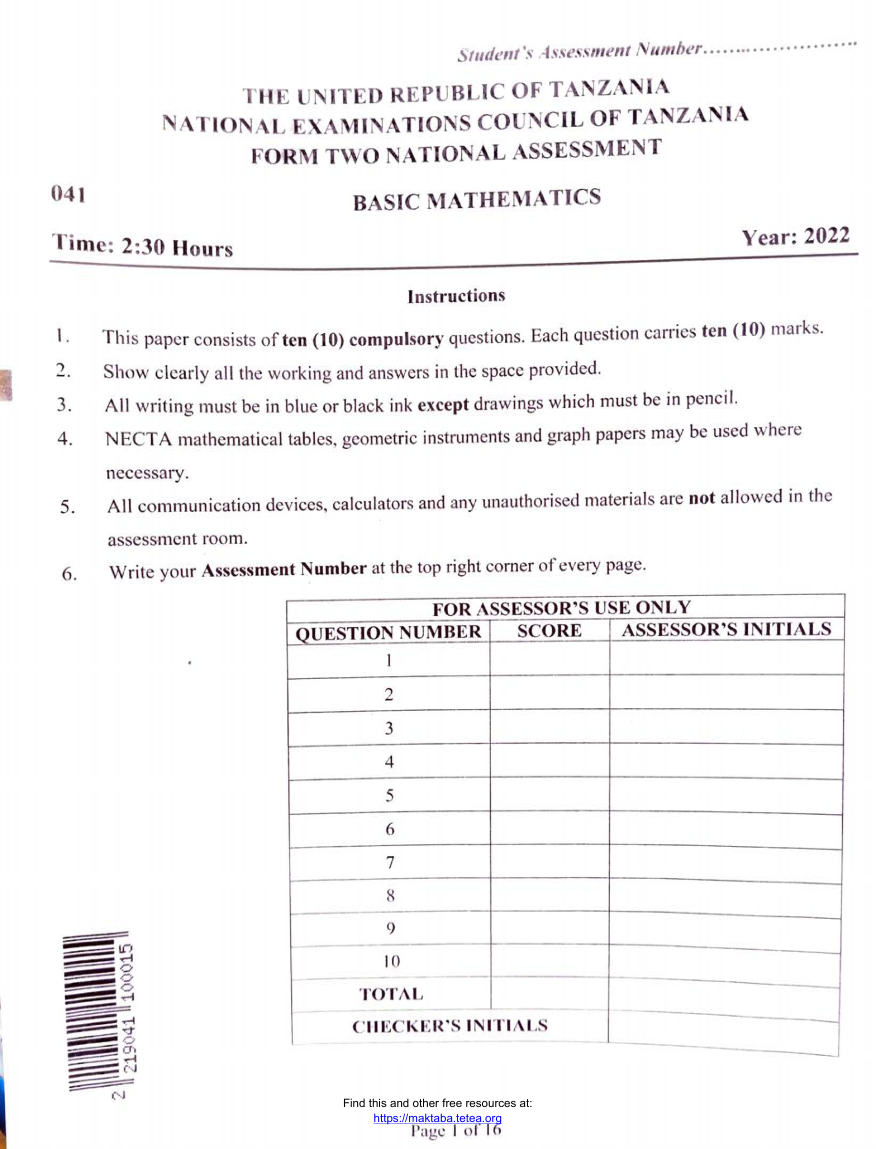 Student's Assessment Number..........................
THE UNITED REPUBLIC OF TANZANIA
NATIONAL EXAMINATIONS COUNCIL OF TANZANIA
FORM TWO NATIONAL ASSESSMENT
041
BASIC MATHEMATICS
Time: 2:30 Hours
Year: 2022
Instructions
1. This paper consists of ten (10) compulsory questions. Each question carries ten (10) marks.
2. Show clearly all the working and answers in the space provided.
3. All writing must be in blue or black ink except drawings which must be in pencil.
4. NECTA mathematical tables, geometric instruments and graph papers may be used where
necessary.
5. All communication devices, calculators and any unauthorised materials are not allowed in the
assessment room.
6. Write your Assessment Number at the top right corner of every page.
FOR ASSESSOR'S USE ONLY
QUESTION NUMBER SCORE ASSESSOR'S INITIALS
1
2
3
4
5
6
7
8
9
10
TOTAL
CHECKER'S INITIALS
2 219041 100015
Find this and other free resources at:
https://maktaba.tetea.org
Page 1 of 16